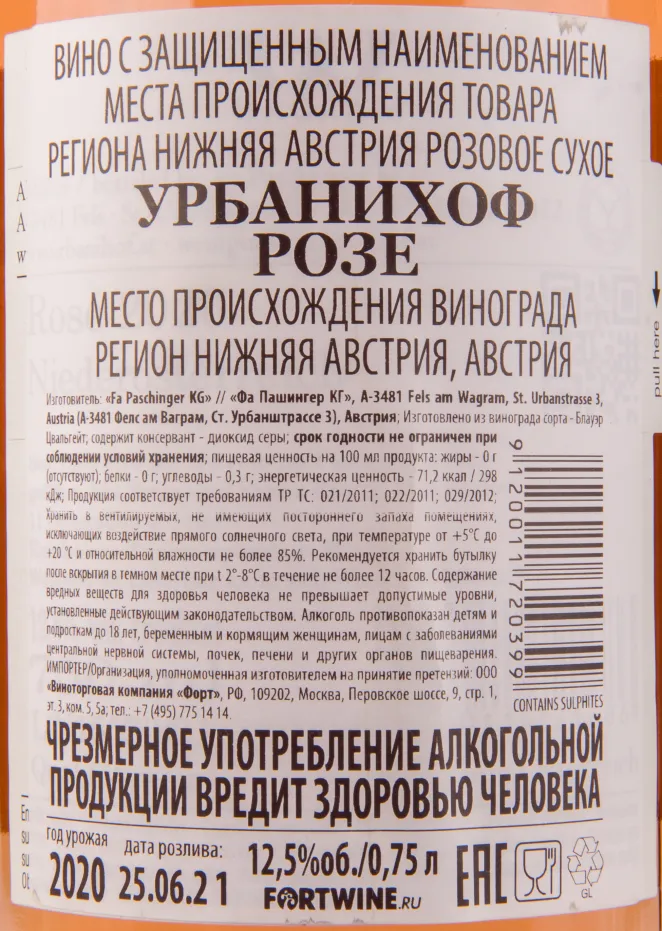 ВИНО С ЗАЩИЩЕННЫМ НАИМЕНОВАНИЕМ
МЕСТА ПРОИСХОЖДЕНИЯ ТОВАРА
РЕГИОНА НИЖНЯЯ АВСТРИЯ РОЗОВОЕ СУХОЕ
УРБАНИХОФ
РОЗЕ
МЕСТО ПРОИСХОЖДЕНИЯ ВИНОГРАДА
РЕГИОН НИЖНЯЯ АВСТРИЯ, АВСТРИЯ
Изготовитель: «Fa Paschinger KG» // «Фа Пашингер КГ», A-3481 Fels am Wagram, St. Urbanstrasse 3,
Austria (А-3481 Фелс ам Ваграм, Ст. Урбанштрассе 3), Австрия; Изготовлено из винограда сорта - Блауэр
Цвальгейт; содержит консервант - диоксид серы; срок годности не ограничен при
соблюдении условий хранения; пищевая ценность на 100 мл продукта: жиры - 0 г
(отсутствуют); белки - 0 г; углеводы - 0,3 г; энергетическая ценность - 71,2 ккал / 298
кДж; Продукция соответствует требованиям ТР ТС: 021/2011; 022/2011; 029/2012;
Хранить в вентилируемых, не имеющих постороннего запаха помещениях,
исключающих воздействие прямого солнечного света, при температуре от +5°С до
+20 °С и относительной влажности не более 85%. Рекомендуется хранить бутылку
после вскрытия в темном месте при t 2°-8°С в течение не более 12 часов. Содержание
вредных веществ для здоровья человека не превышает допустимые уровни,
установленные действующим законодательством. Алкоголь противопоказан детям и
подросткам до 18 лет, беременным и кормящим женщинам, лицам с заболеваниями
центральной нервной системы, почек, печени и других органов пищеварения.
ИМПОРТЕР/Организация, уполномоченная изготовителем на принятие претензий: ООО
«Виноторговая компания «Форт», РФ, 109202, Москва, Перовское шоссе, 9, стр. 1,
эт. 3, ком. 5, 5а; тел.: +7 (495) 775 14 14.
9 120011 720399
CONTAINS SULPHITES
pull here
ЧРЕЗМЕРНОЕ УПОТРЕБЛЕНИЕ АЛКОГОЛЬНОЙ
ПРОДУКЦИИ ВРЕДИТ ЗДОРОВЬЮ ЧЕЛОВЕКА
год урожая
2020
дата розлива:
25.06.21
12,5%об./0,75 л
FORTWINE.RU
EAC
GL